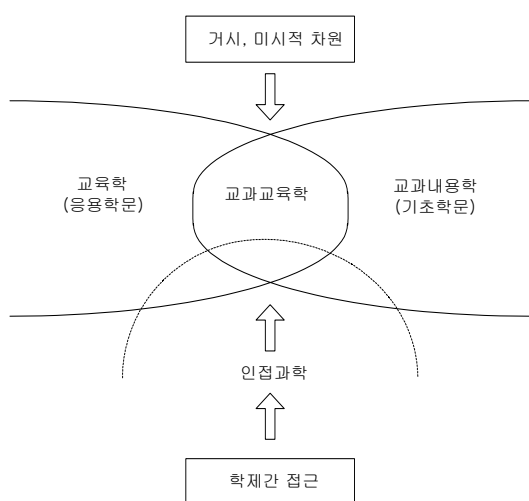 거시, 미시적 차원
교육학
(응용학문)
교과교육학
교과내용학
(기초학문)
인접과학
학제간 접근